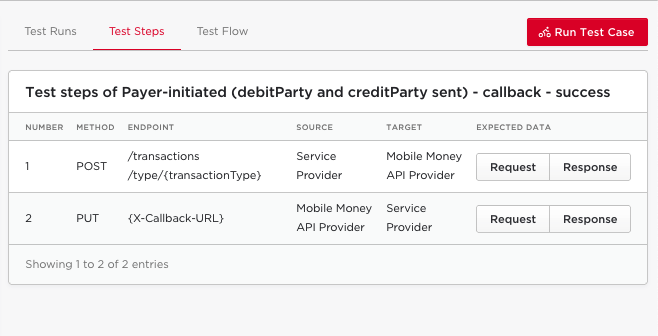 Test Runs Test Steps Test Flow Run Test Case
Test steps of Payer-initiated (debitParty and creditParty sent) - callback - success
NUMBER METHOD ENDPOINT SOURCE TARGET EXPECTED DATA
1 POST /transactions /type/{transactionType} Service Provider Mobile Money API Provider Request Response
2 PUT {X-Callback-URL} Mobile Money API Provider Service Provider Request Response
Showing 1 to 2 of 2 entries